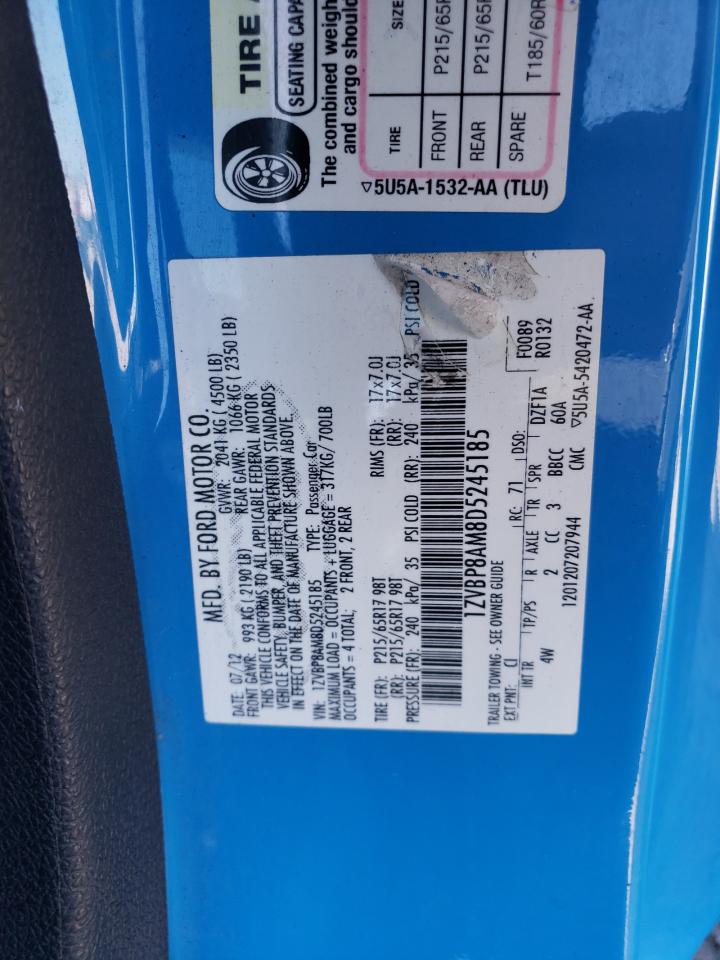 TIRE
SEATING CAPA
The combined weigh
and cargo should
TIRE SIZE
FRONT P215/65R
REAR P215/65R
SPARE T185/60R
▽5U5A-1532-AA (TLU)
MFD. BY FORD MOTOR CO.
DATE: 07/12 GVWR: 2041 KG ( 4500 LB)
FRONT GAWR: 993 KG ( 2190 LB) REAR GAWR: 1066 KG ( 2350 LB)
THIS VEHICLE CONFORMS TO ALL APPLICABLE FEDERAL MOTOR
VEHICLE SAFETY, BUMPER, AND THEFT PREVENTION STANDARDS
IN EFFECT ON THE DATE OF MANUFACTURE SHOWN ABOVE.
VIN: 1ZVBP8AM8D5245185 TYPE: Passenger Car
MAXIMUM LOAD = OCCUPANTS + LUGGAGE = 317KG/ 700LB
OCCUPANTS = 4 TOTAL; 2 FRONT, 2 REAR
TIRE (FR): P215/65R17 98T RIMS (FR): 17x7.0J
(RR): P215/65R17 98T (RR): 17x7.0J
PRESSURE (FR): 240 kPa/ 35 PSI COLD (RR): 240 kPa/ 35 PSI COLD
1ZVBP8AM8D5245185
TRAILER TOWING - SEE OWNER GUIDE
EXT PNT: CI RC: 71 DSO: F0089
R0132
INT TR TP/PS R AXLE TR SPR DZF1A
4W 2 CC 3 BBCC 60A
1201207207944 CMC ▽5U5A-5420472-AA